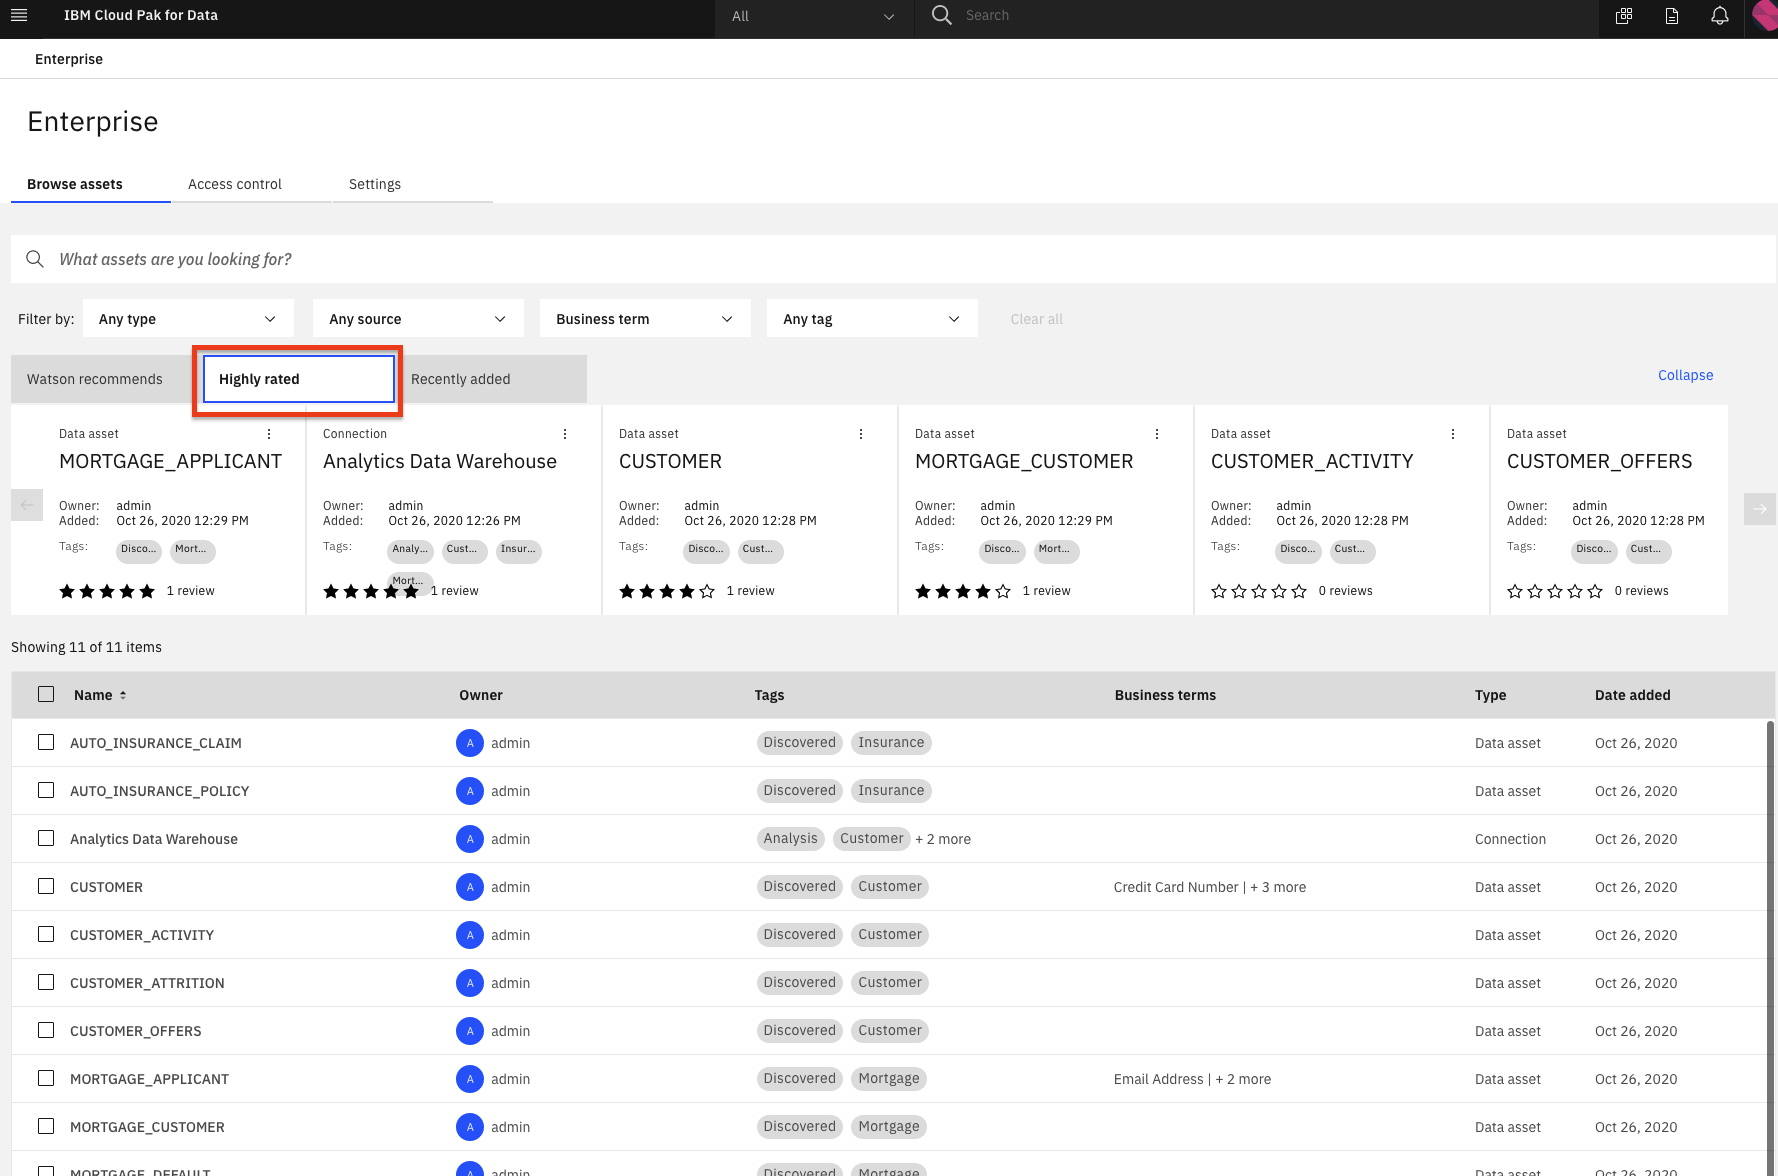 IBM Cloud Pak for Data All Search
Enterprise
Enterprise
Browse assets Access control Settings
What assets are you looking for?
Filter by: Any type Any source Business term Any tag Clear all
Watson recommends Highly rated Recently added Collapse
Data asset
MORTGAGE_APPLICANT
Owner: admin
Added: Oct 26, 2020 12:29 PM
Tags: Disco... Mort...
1 review
Connection
Analytics Data Warehouse
Owner: admin
Added: Oct 26, 2020 12:26 PM
Tags: Analy... Cust... Insur...
Mort...
1 review
Data asset
CUSTOMER
Owner: admin
Added: Oct 26, 2020 12:28 PM
Tags: Disco... Cust...
1 review
Data asset
MORTGAGE_CUSTOMER
Owner: admin
Added: Oct 26, 2020 12:29 PM
Tags: Disco... Mort...
1 review
Data asset
CUSTOMER_ACTIVITY
Owner: admin
Added: Oct 26, 2020 12:28 PM
Tags: Disco... Cust...
0 reviews
Data asset
CUSTOMER_OFFERS
Owner: admin
Added: Oct 26, 2020 12:28 PM
Tags: Disco... Cust...
0 reviews
Showing 11 of 11 items
Name Owner Tags Business terms Type Date added
AUTO_INSURANCE_CLAIM A admin Discovered Insurance Data asset Oct 26, 2020
AUTO_INSURANCE_POLICY A admin Discovered Insurance Data asset Oct 26, 2020
Analytics Data Warehouse A admin Analysis Customer + 2 more Connection Oct 26, 2020
CUSTOMER A admin Discovered Customer Credit Card Number | + 3 more Data asset Oct 26, 2020
CUSTOMER_ACTIVITY A admin Discovered Customer Data asset Oct 26, 2020
CUSTOMER_ATTRITION A admin Discovered Customer Data asset Oct 26, 2020
CUSTOMER_OFFERS A admin Discovered Customer Data asset Oct 26, 2020
MORTGAGE_APPLICANT A admin Discovered Mortgage Email Address | + 2 more Data asset Oct 26, 2020
MORTGAGE_CUSTOMER A admin Discovered Mortgage Data asset Oct 26, 2020
MORTGAGE_DEFAULT A admin Discovered Mortgage Data asset Oct 26, 2020